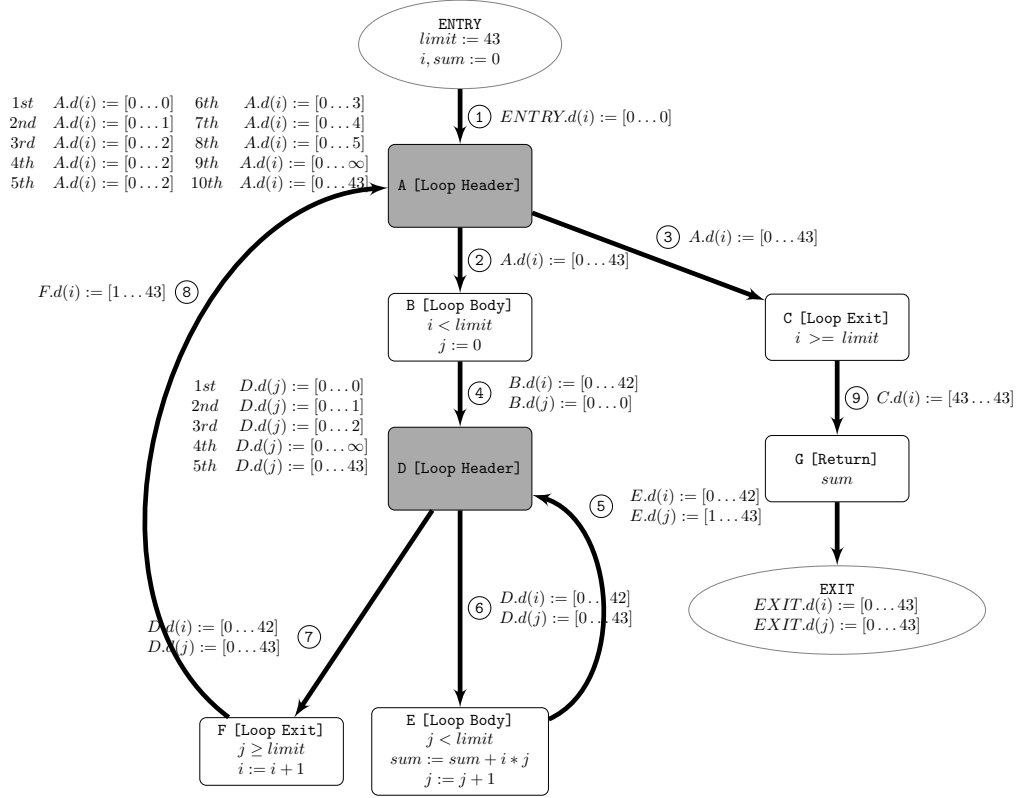 ENTRY
limit := 43
i, sum := 0
1 ENTRY.d(i) := [0...0]
1st A.d(i) := [0...0] 6th A.d(i) := [0...3]
2nd A.d(i) := [0...1] 7th A.d(i) := [0...4]
3rd A.d(i) := [0...2] 8th A.d(i) := [0...5]
4th A.d(i) := [0...2] 9th A.d(i) := [0...∞]
5th A.d(i) := [0...2] 10th A.d(i) := [0...43]
A [Loop Header]
3 A.d(i) := [0...43]
2 A.d(i) := [0...43]
F.d(i) := [1...43] 8
B [Loop Body]
i < limit
j := 0
C [Loop Exit]
i >= limit
1st D.d(j) := [0...0]
2nd D.d(j) := [0...1]
3rd D.d(j) := [0...2]
4th D.d(j) := [0...∞]
5th D.d(j) := [0...43]
4 B.d(i) := [0...42]
B.d(j) := [0...0]
9 C.d(i) := [43...43]
D [Loop Header]
G [Return]
sum
5 E.d(i) := [0...42]
E.d(j) := [1...43]
EXIT
EXIT.d(i) := [0...43]
EXIT.d(j) := [0...43]
6 D.d(i) := [0...42]
D.d(j) := [0...43]
D.d(i) := [0...42] 7
D.d(j) := [0...43]
F [Loop Exit]
j ≥ limit
i := i + 1
E [Loop Body]
j < limit
sum := sum + i * j
j := j + 1